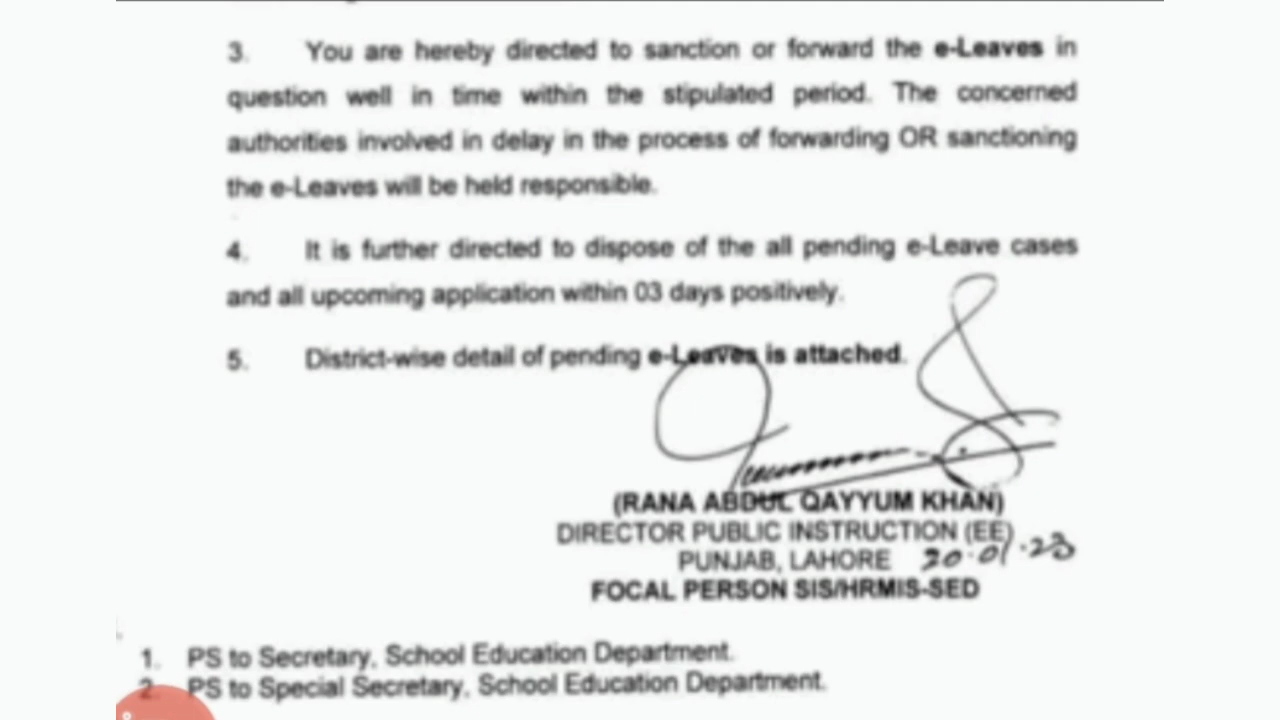 3. You are hereby directed to sanction or forward the e-Leaves in
question well in time within the stipulated period. The concerned
authorities involved in delay in the process of forwarding OR sanctioning
the e-Leaves will be held responsible.
4. It is further directed to dispose of the all pending e-Leave cases
and all upcoming application within 03 days positively.
5. District-wise detail of pending e-Leaves is attached.
(RANA ABDUL QAYYUM KHAN)
DIRECTOR PUBLIC INSTRUCTION (EE)
PUNJAB, LAHORE 20.01.23
FOCAL PERSON SIS/HRMIS-SED
1. PS to Secretary, School Education Department.
2. PS to Special Secretary, School Education Department.